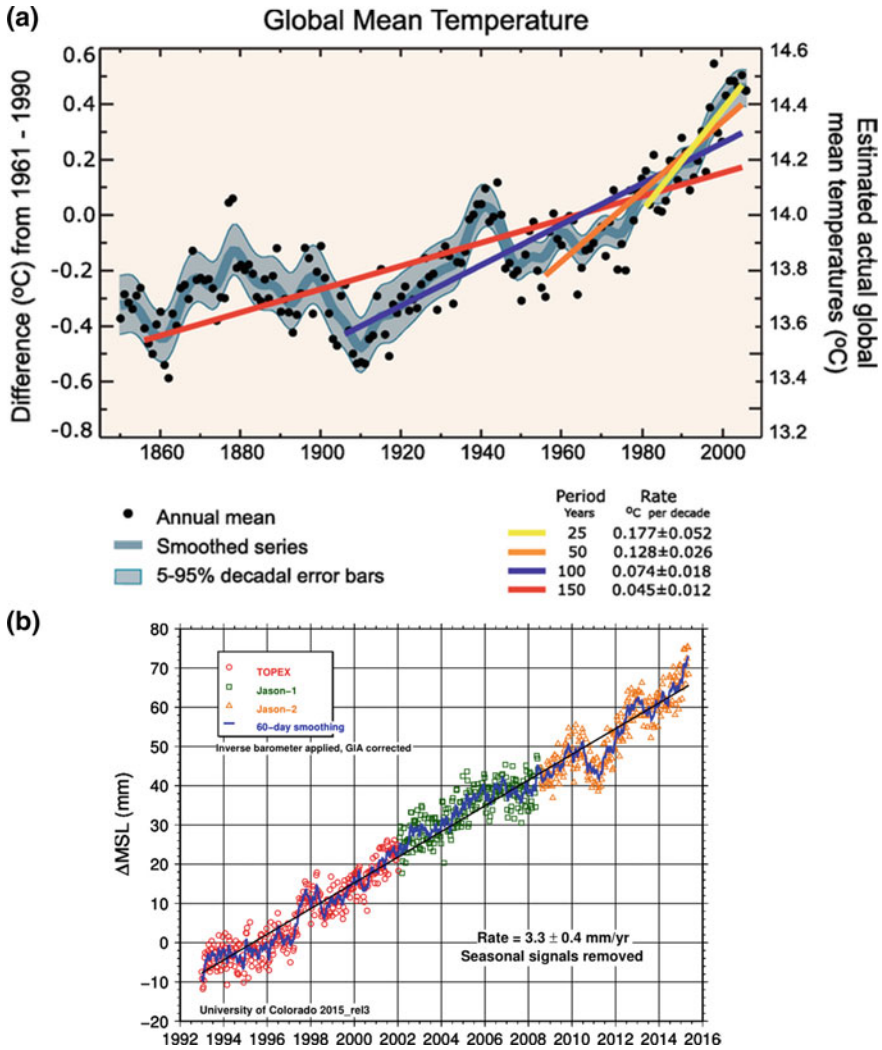 (a)
Global Mean Temperature
Difference (ºC) from 1961 - 1990
0.6
0.4
0.2
0.0
-0.2
-0.4
-0.6
-0.8
14.6
14.4
14.2
14.0
13.8
13.6
13.4
13.2
Estimated actual global
mean temperatures (ºC)
1860 1880 1900 1920 1940 1960 1980 2000
Annual mean
Smoothed series
5-95% decadal error bars
Period Rate
Years ºC per decade
25 0.177±0.052
50 0.128±0.026
100 0.074±0.018
150 0.045±0.012
(b)
ΔMSL (mm)
80
70
60
50
40
30
20
10
0
−10
−20
TOPEX
Jason−1
Jason−2
60−day smoothing
Inverse barometer applied, GIA corrected
Rate = 3.3 ± 0.4 mm/yr
Seasonal signals removed
University of Colorado 2015_rel3
1992 1994 1996 1998 2000 2002 2004 2006 2008 2010 2012 2014 2016